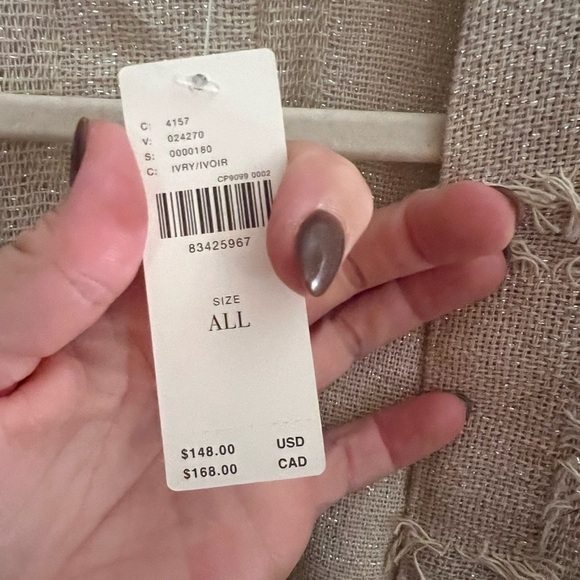 C: 4157
V: 024270
S: 0000180
C: IVRY/IVOIR
CP9099 0002
83425967
SIZE
ALL
$148.00 USD
$168.00 CAD